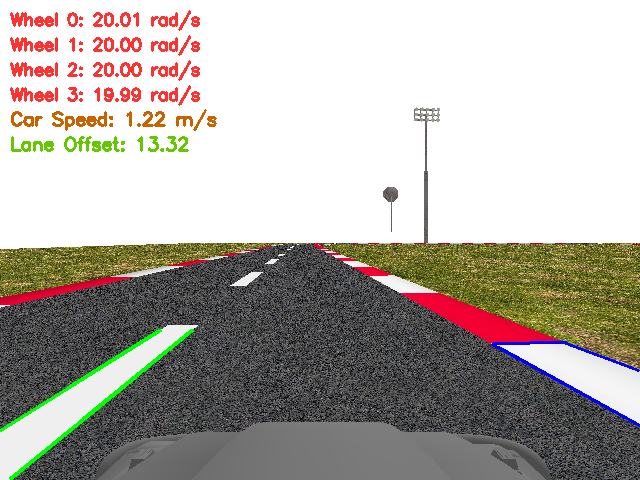 Wheel 0: 20.01 rad/s
Wheel 1: 20.00 rad/s
Wheel 2: 20.00 rad/s
Wheel 3: 19.99 rad/s
Car Speed: 1.22 m/s
Lane Offset: 13.32